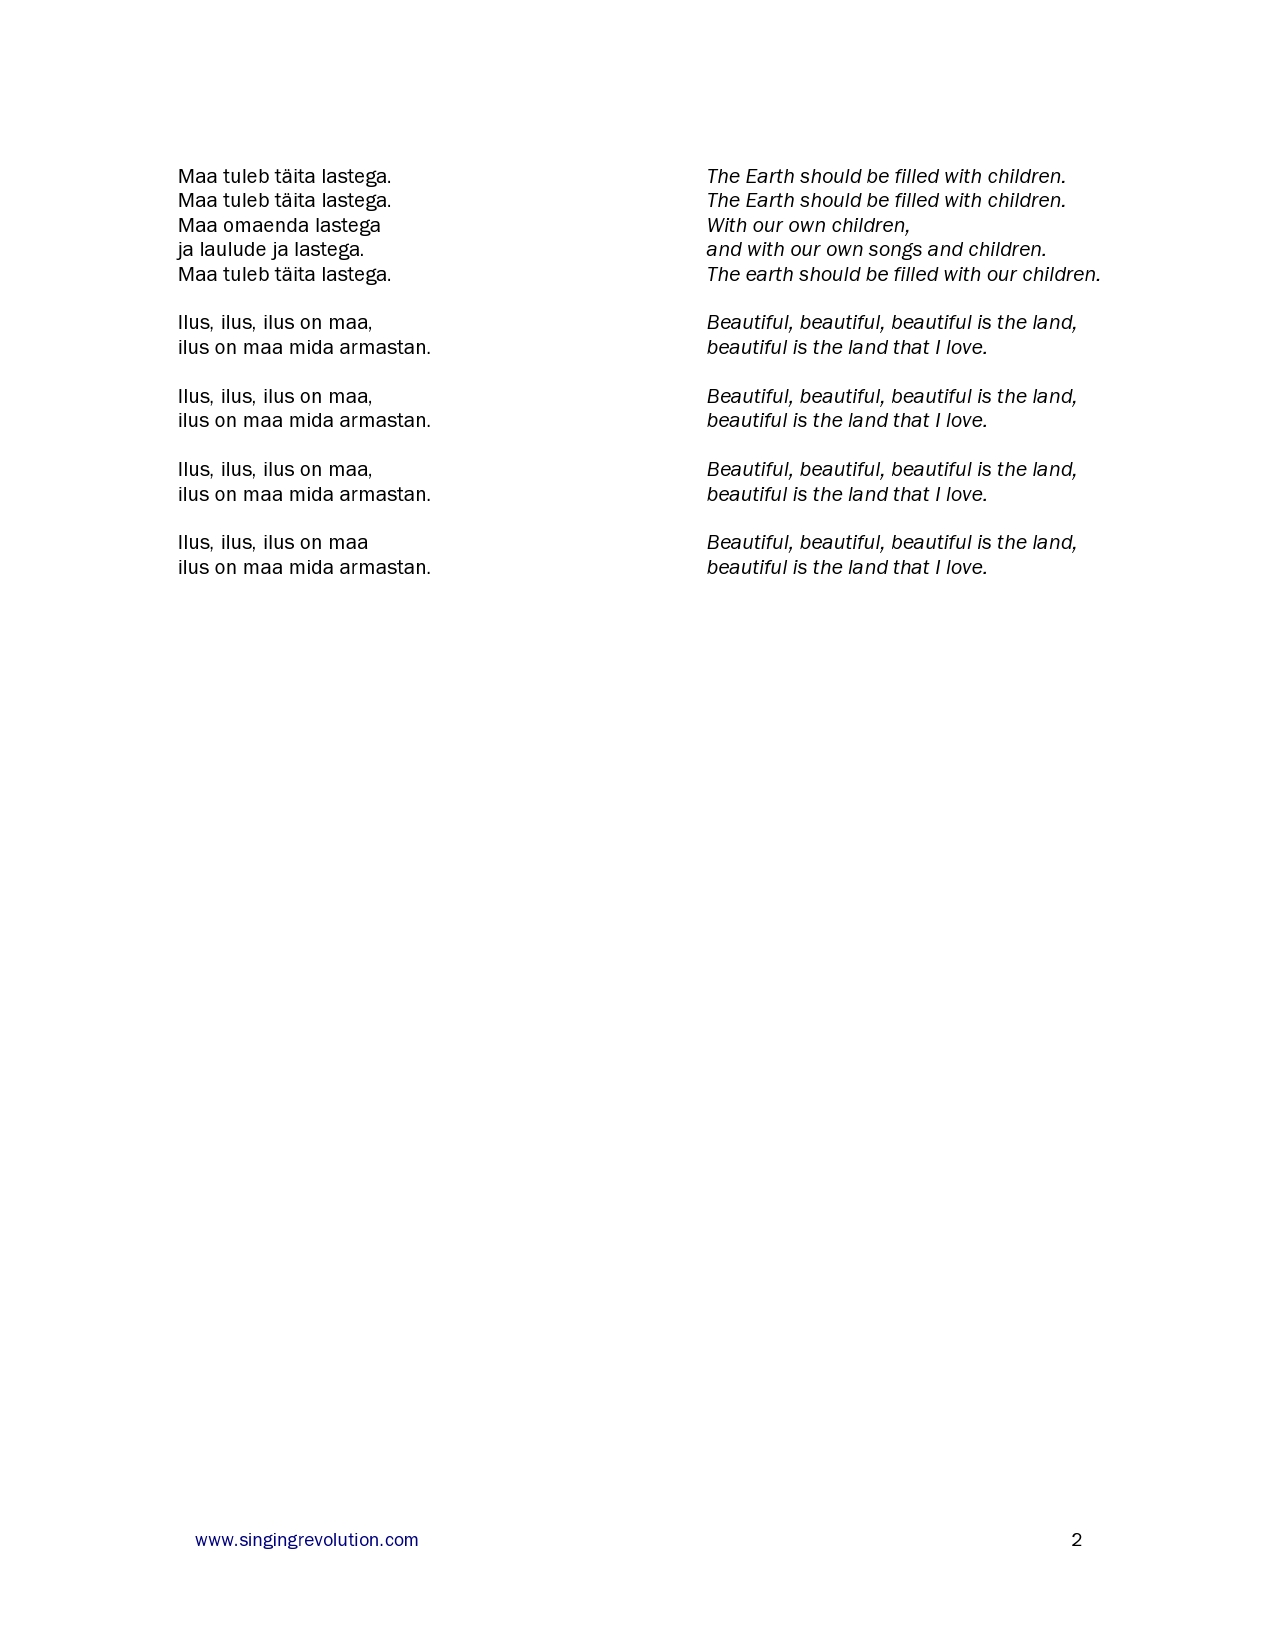 Maa tuleb täita lastega.
Maa tuleb täita lastega.
Maa omaenda lastega
ja laulude ja lastega.
Maa tuleb täita lastega.
Ilus, ilus, ilus on maa,
ilus on maa mida armastan.
Ilus, ilus, ilus on maa,
ilus on maa mida armastan.
Ilus, ilus, ilus on maa,
ilus on maa mida armastan.
Ilus, ilus, ilus on maa
ilus on maa mida armastan.
The Earth should be filled with children.
The Earth should be filled with children.
With our own children,
and with our own songs and children.
The earth should be filled with our children.
Beautiful, beautiful, beautiful is the land,
beautiful is the land that I love.
Beautiful, beautiful, beautiful is the land,
beautiful is the land that I love.
Beautiful, beautiful, beautiful is the land,
beautiful is the land that I love.
Beautiful, beautiful, beautiful is the land,
beautiful is the land that I love.
www.singingrevolution.com
2